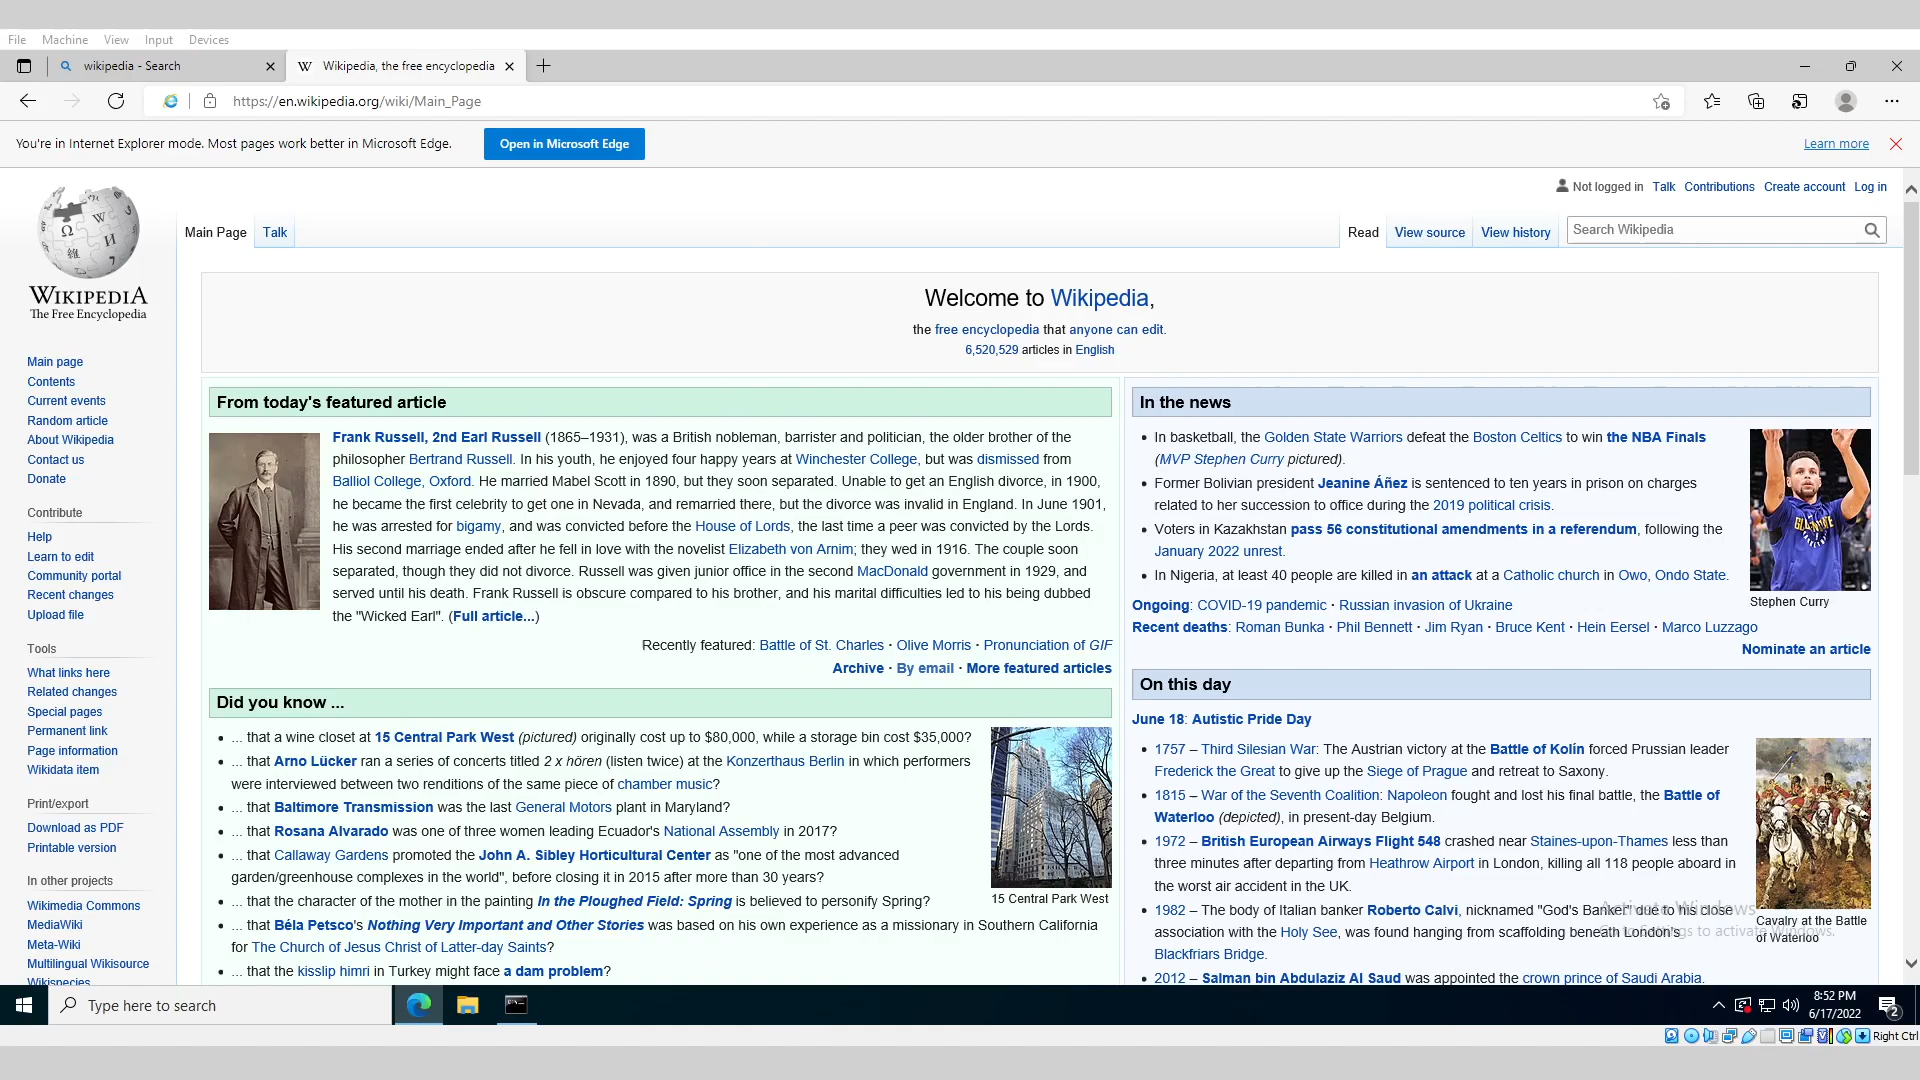 File Machine View Input Devices
wikipedia - Search
Wikipedia, the free encyclopedia
https://en.wikipedia.org/wiki/Main_Page
You're in Internet Explorer mode. Most pages work better in Microsoft Edge.
Open in Microsoft Edge
Learn more
WIKIPEDIA
The Free Encyclopedia
Main page
Contents
Current events
Random article
About Wikipedia
Contact us
Donate
Contribute
Help
Learn to edit
Community portal
Recent changes
Upload file
Tools
What links here
Related changes
Special pages
Permanent link
Page information
Wikidata item
Print/export
Download as PDF
Printable version
In other projects
Wikimedia Commons
MediaWiki
Meta-Wiki
Multilingual Wikisource
Wikispecies
Not logged in Talk Contributions Create account Log in
Main Page Talk
Read View source View history
Search Wikipedia
Welcome to Wikipedia,
the free encyclopedia that anyone can edit.
6,520,529 articles in English
From today's featured article
Frank Russell, 2nd Earl Russell (1865–1931), was a British nobleman, barrister and politician, the older brother of the
philosopher Bertrand Russell. In his youth, he enjoyed four happy years at Winchester College, but was dismissed from
Balliol College, Oxford. He married Mabel Scott in 1890, but they soon separated. Unable to get an English divorce, in 1900,
he became the first celebrity to get one in Nevada, and remarried there, but the divorce was invalid in England. In June 1901,
he was arrested for bigamy, and was convicted before the House of Lords, the last time a peer was convicted by the Lords.
His second marriage ended after he fell in love with the novelist Elizabeth von Arnim; they wed in 1916. The couple soon
separated, though they did not divorce. Russell was given junior office in the second MacDonald government in 1929, and
served until his death. Frank Russell is obscure compared to his brother, and his marital difficulties led to his being dubbed
the "Wicked Earl". (Full article...)
Recently featured: Battle of St. Charles · Olive Morris · Pronunciation of GIF
Archive · By email · More featured articles
Did you know ...
... that a wine closet at 15 Central Park West (pictured) originally cost up to $80,000, while a storage bin cost $35,000?
... that Arno Lücker ran a series of concerts titled 2 x hören (listen twice) at the Konzerthaus Berlin in which performers
were interviewed between two renditions of the same piece of chamber music?
... that Baltimore Transmission was the last General Motors plant in Maryland?
... that Rosana Alvarado was one of three women leading Ecuador's National Assembly in 2017?
... that Callaway Gardens promoted the John A. Sibley Horticultural Center as "one of the most advanced
garden/greenhouse complexes in the world", before closing it in 2015 after more than 30 years?
... that the character of the mother in the painting In the Ploughed Field: Spring is believed to personify Spring?
... that Béla Petsco's Nothing Very Important and Other Stories was based on his own experience as a missionary in Southern California
for The Church of Jesus Christ of Latter-day Saints?
... that the kisslip himri in Turkey might face a dam problem?
15 Central Park West
In the news
In basketball, the Golden State Warriors defeat the Boston Celtics to win the NBA Finals
(MVP Stephen Curry pictured).
Former Bolivian president Jeanine Áñez is sentenced to ten years in prison on charges
related to her succession to office during the 2019 political crisis.
Voters in Kazakhstan pass 56 constitutional amendments in a referendum, following the
January 2022 unrest.
In Nigeria, at least 40 people are killed in an attack at a Catholic church in Owo, Ondo State.
Stephen Curry
Ongoing: COVID-19 pandemic · Russian invasion of Ukraine
Recent deaths: Roman Bunka · Phil Bennett · Jim Ryan · Bruce Kent · Hein Eersel · Marco Luzzago
Nominate an article
On this day
June 18: Autistic Pride Day
1757 – Third Silesian War: The Austrian victory at the Battle of Kolín forced Prussian leader
Frederick the Great to give up the Siege of Prague and retreat to Saxony.
1815 – War of the Seventh Coalition: Napoleon fought and lost his final battle, the Battle of
Waterloo (depicted), in present-day Belgium.
1972 – British European Airways Flight 548 crashed near Staines-upon-Thames less than
three minutes after departing from Heathrow Airport in London, killing all 118 people aboard in
the worst air accident in the UK.
1982 – The body of Italian banker Roberto Calvi, nicknamed "God's Banker" due to his close
association with the Holy See, was found hanging from scaffolding beneath London's
Blackfriars Bridge.
2012 – Salman bin Abdulaziz Al Saud was appointed the crown prince of Saudi Arabia.
Cavalry at the Battle
of Waterloo
Activate Windows
Go to Settings to activate Windows.
Type here to search
8:52 PM
6/17/2022
2
Right Ctrl